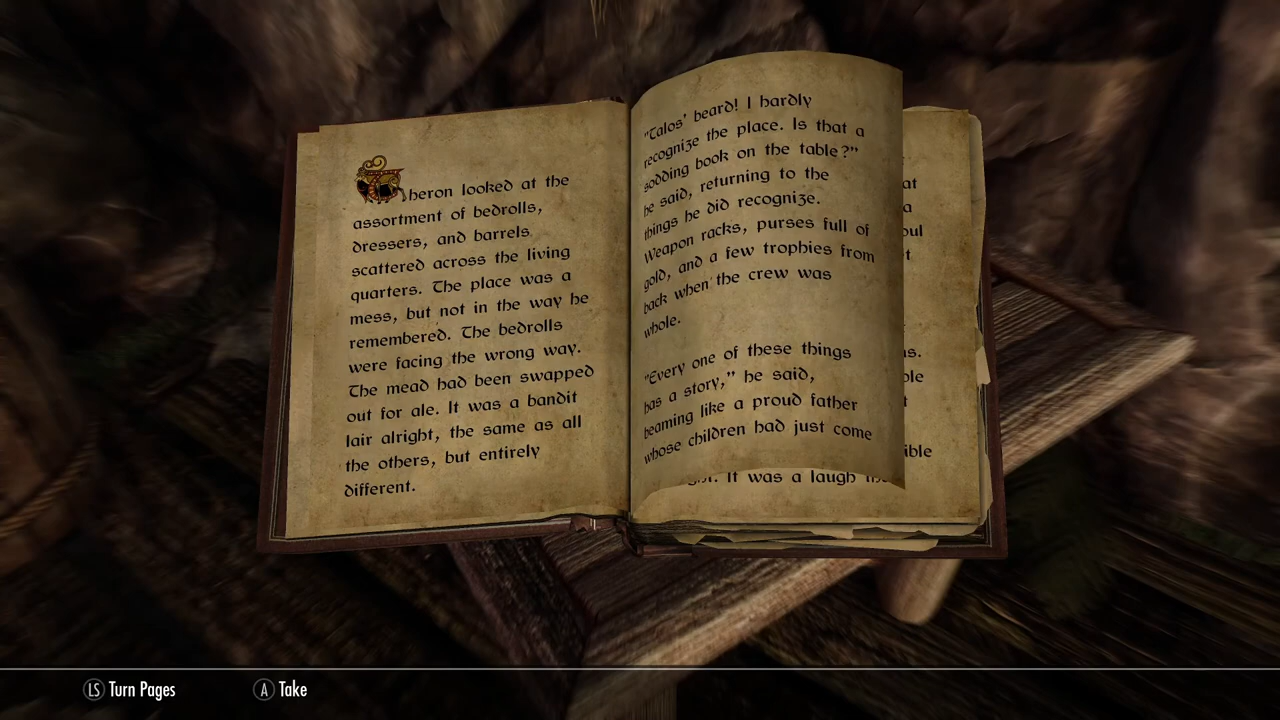 Theron looked at the
assortment of bedrolls,
dressers, and barrels
scattered across the living
quarters. The place was a
mess, but not in the way he
remembered. The bedrolls
were facing the wrong way.
The mead had been swapped
out for ale. It was a bandit
lair alright, the same as all
the others, but entirely
different.
"Talos' beard! I hardly
recognize the place. Is that a
sodding book on the table?"
he said, returning to the
things he did recognize.
Weapon racks, purses full of
gold, and a few trophies from
back when the crew was
whole.
"Every one of these things
has a story," he said,
beaming like a proud father
whose children had just come
It was a laugh
LS Turn Pages
A Take